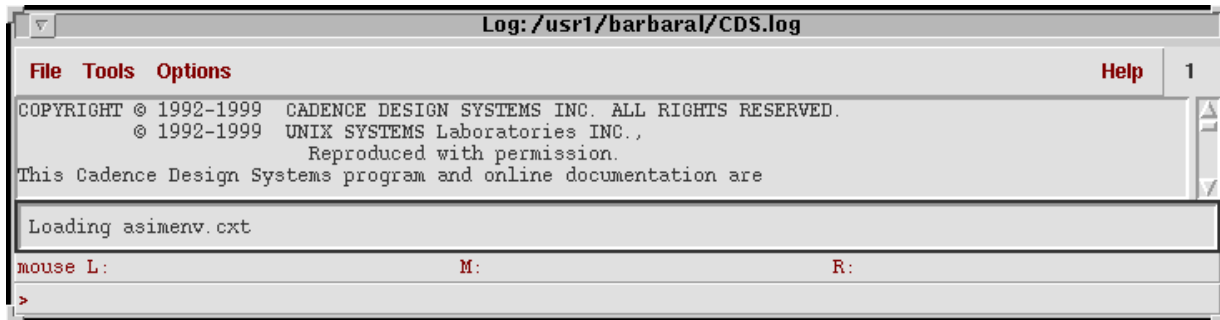 Log: /usr1/barbaral/CDS.log
File Tools Options Help 1
COPYRIGHT © 1992-1999 CADENCE DESIGN SYSTEMS INC. ALL RIGHTS RESERVED.
© 1992-1999 UNIX SYSTEMS Laboratories INC.,
Reproduced with permission.
This Cadence Design Systems program and online documentation are
Loading asimenv.cxt
mouse L: M: R:
>